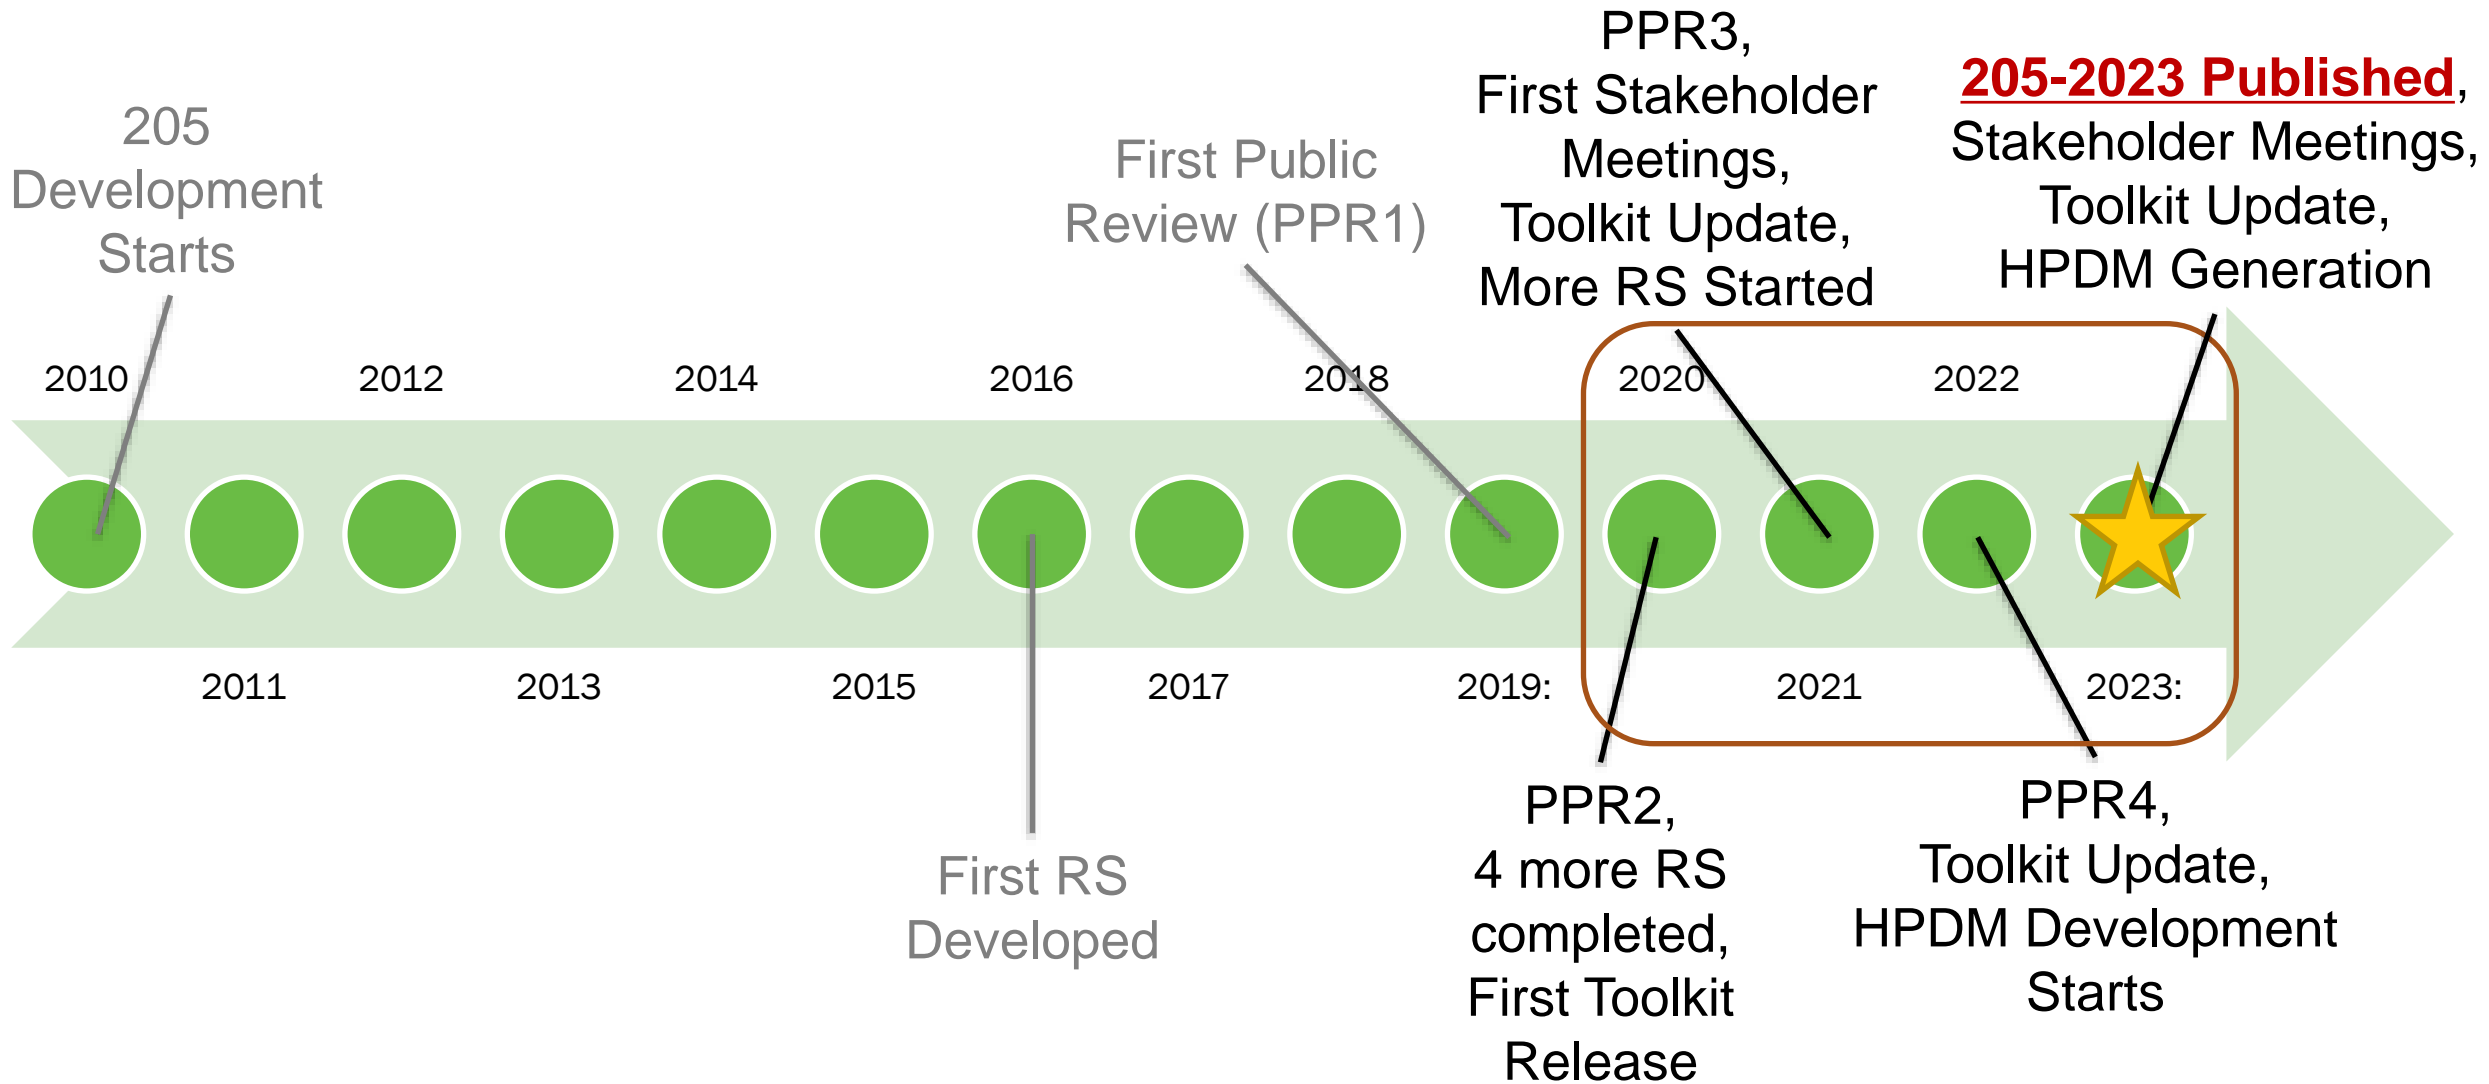 205
Development
Starts
First Public
Review (PPR1)
PPR3,
First Stakeholder
Meetings,
Toolkit Update,
More RS Started
205-2023 Published,
Stakeholder Meetings,
Toolkit Update,
HPDM Generation
2010
2012
2014
2016
2018
2020
2022
2011
2013
2015
2017
2019:
2021
2023:
First RS
Developed
PPR2,
4 more RS
completed,
First Toolkit
Release
PPR4,
Toolkit Update,
HPDM Development
Starts